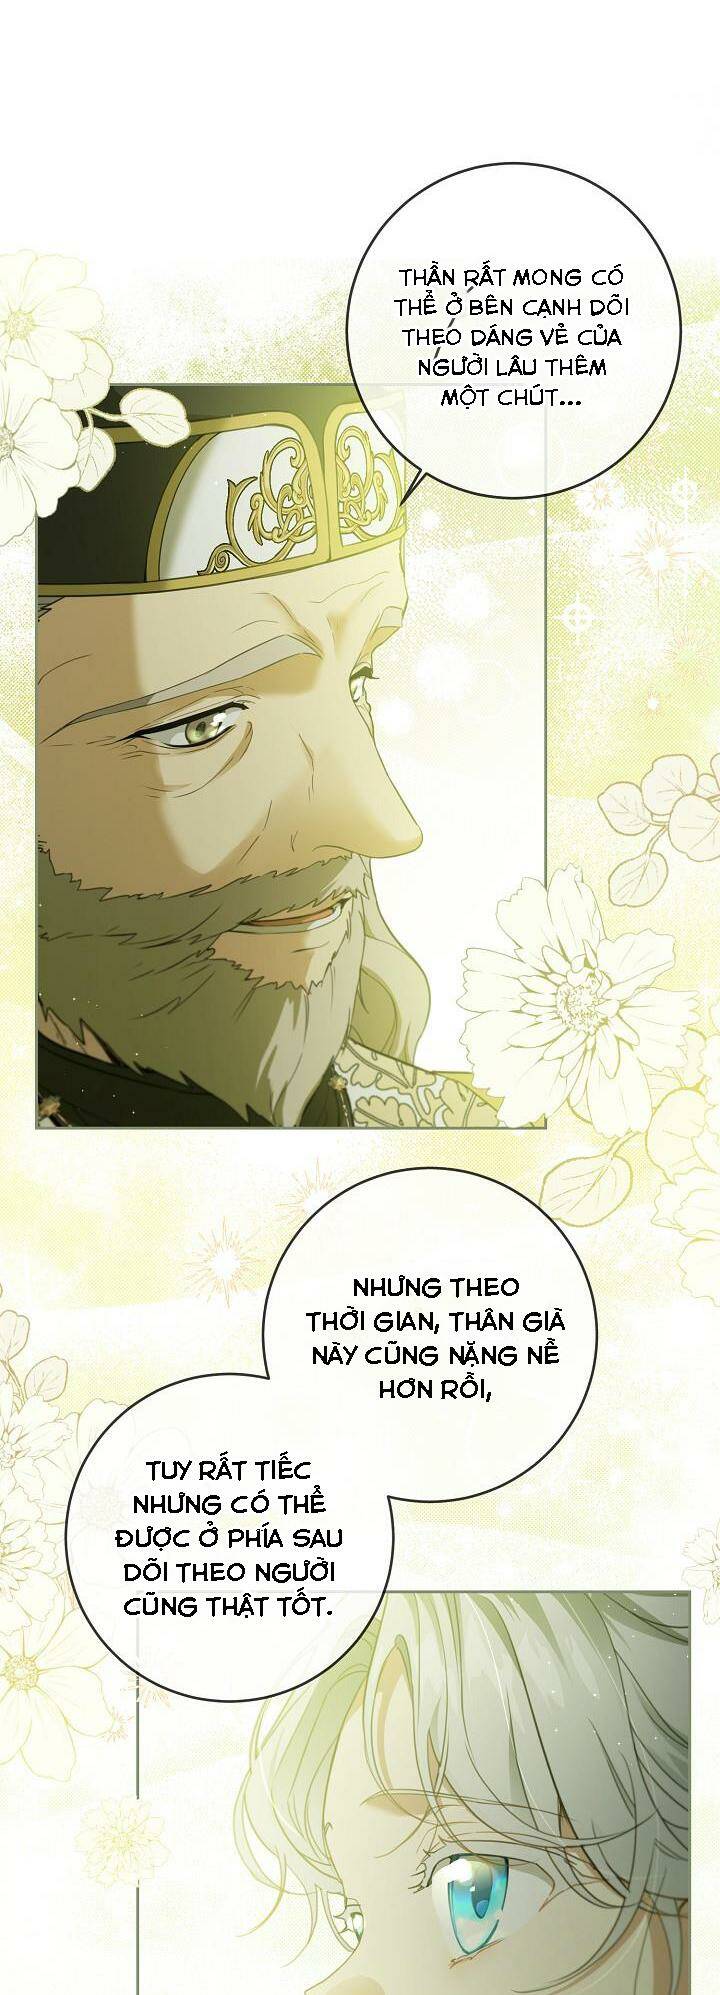 THẦN RẤT MONG CÓ
THỂ Ở BÊN CẠNH DÕI
THEO DÁNG VẺ CỦA
NGƯỜI LÂU THÊM
MỘT CHÚT...
NHƯNG THEO
THỜI GIAN, THÂN GIÀ
NÀY CŨNG NẶNG NỀ
HƠN RỒI,
TUY RẤT TIẾC
NHƯNG CÓ THỂ
ĐƯỢC Ở PHÍA SAU
DÕI THEO NGƯỜI
CŨNG THẬT TỐT.